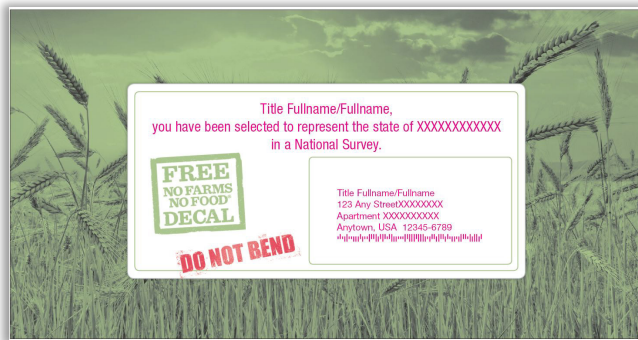 Title Fullname/Fullname,
you have been selected to represent the state of XXXXXXXXXXXX
in a National Survey.
FREE
NO FARMS
NO FOOD®
DECAL
DO NOT BEND
Title Fullname/Fullname
123 Any StreetXXXXXXXX
Apartment XXXXXXXXXX
Anytown, USA  12345-6789